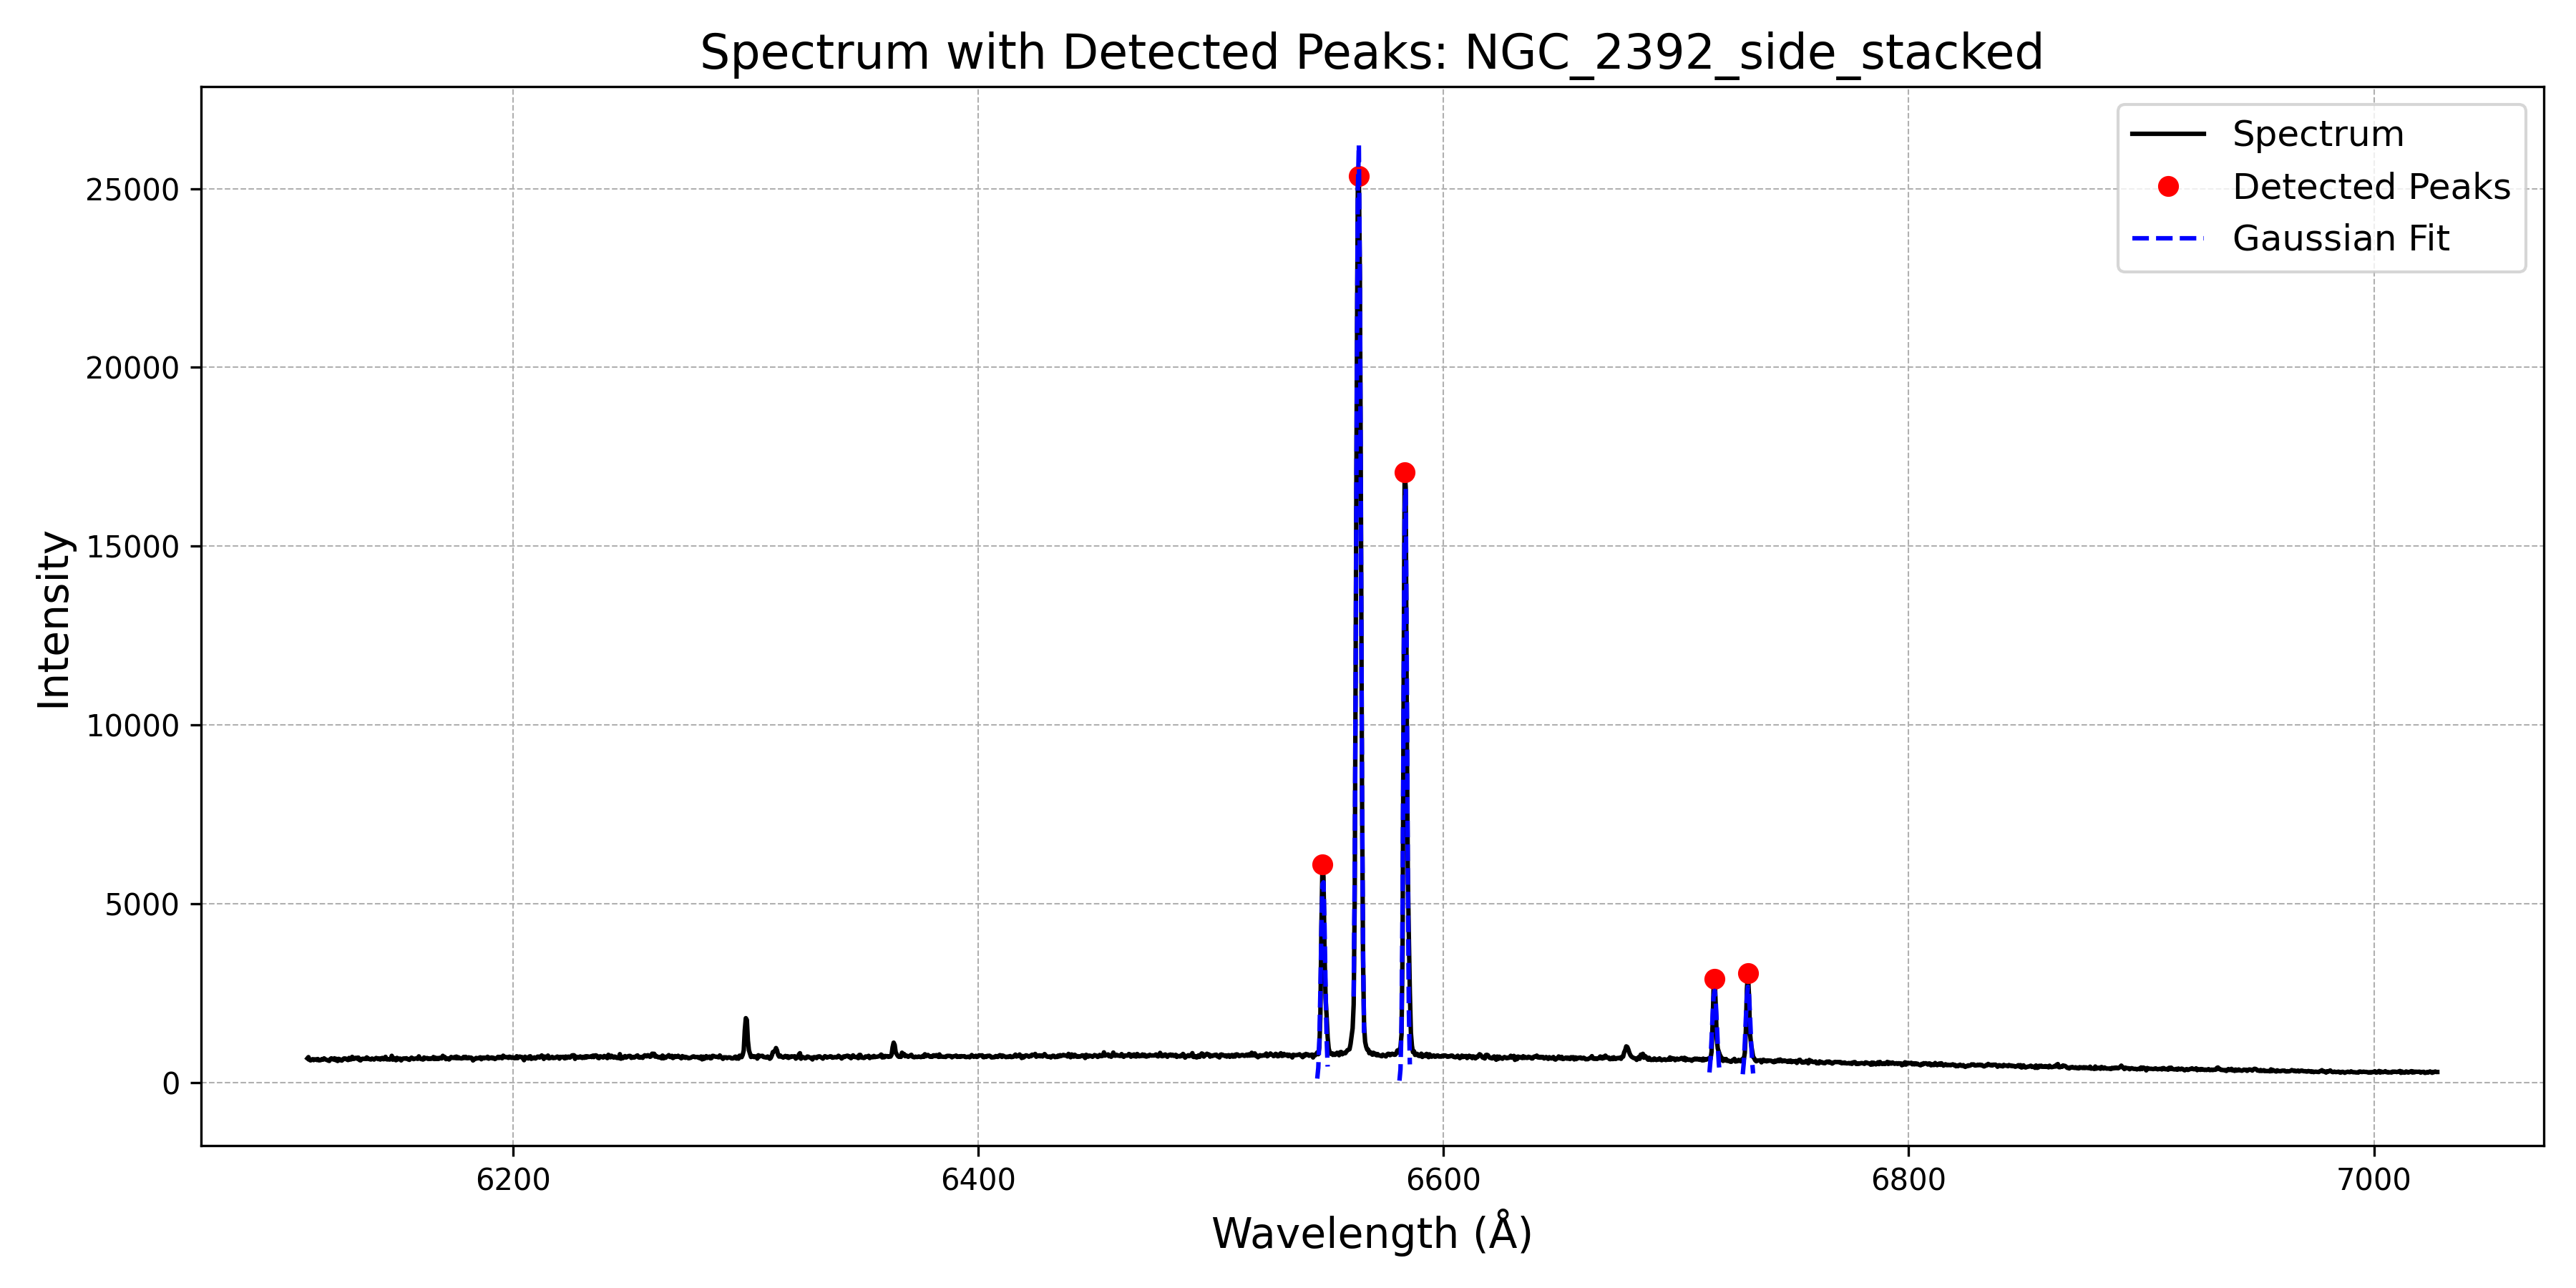 Spectrum with Detected Peaks: NGC_2392_side_stacked
Spectrum
Detected Peaks
Gaussian Fit
Intensity
25000
20000
15000
10000
5000
0
6200 6400 6600 6800 7000
Wavelength (Å)